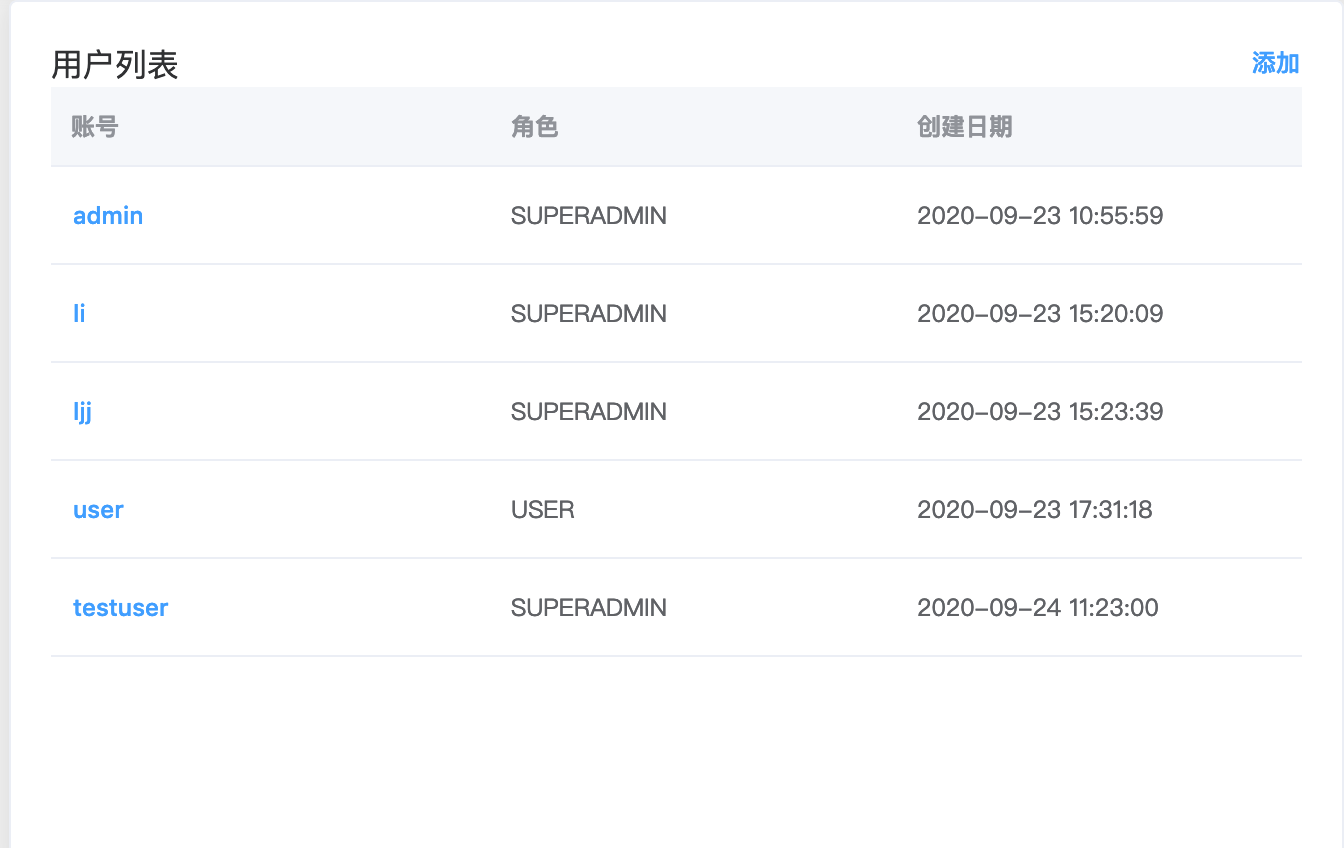 用户列表 添加
账号 角色 创建日期
admin SUPERADMIN 2020-09-23 10:55:59
li SUPERADMIN 2020-09-23 15:20:09
ljj SUPERADMIN 2020-09-23 15:23:39
user USER 2020-09-23 17:31:18
testuser SUPERADMIN 2020-09-24 11:23:00